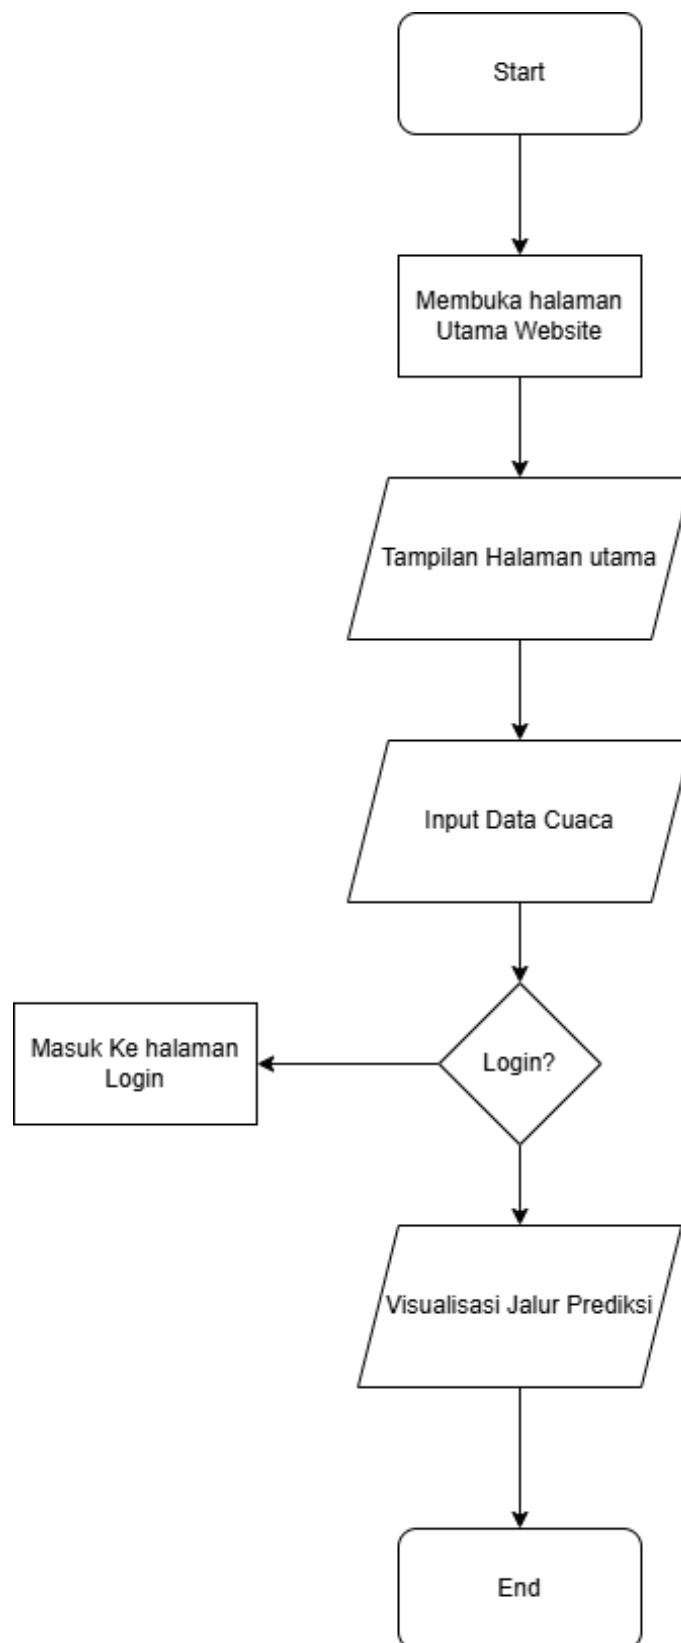 Start
Membuka halaman
Utama Website
Tampilan Halaman utama
Input Data Cuaca
Login?
Masuk Ke halaman
Login
Visualisasi Jalur Prediksi
End